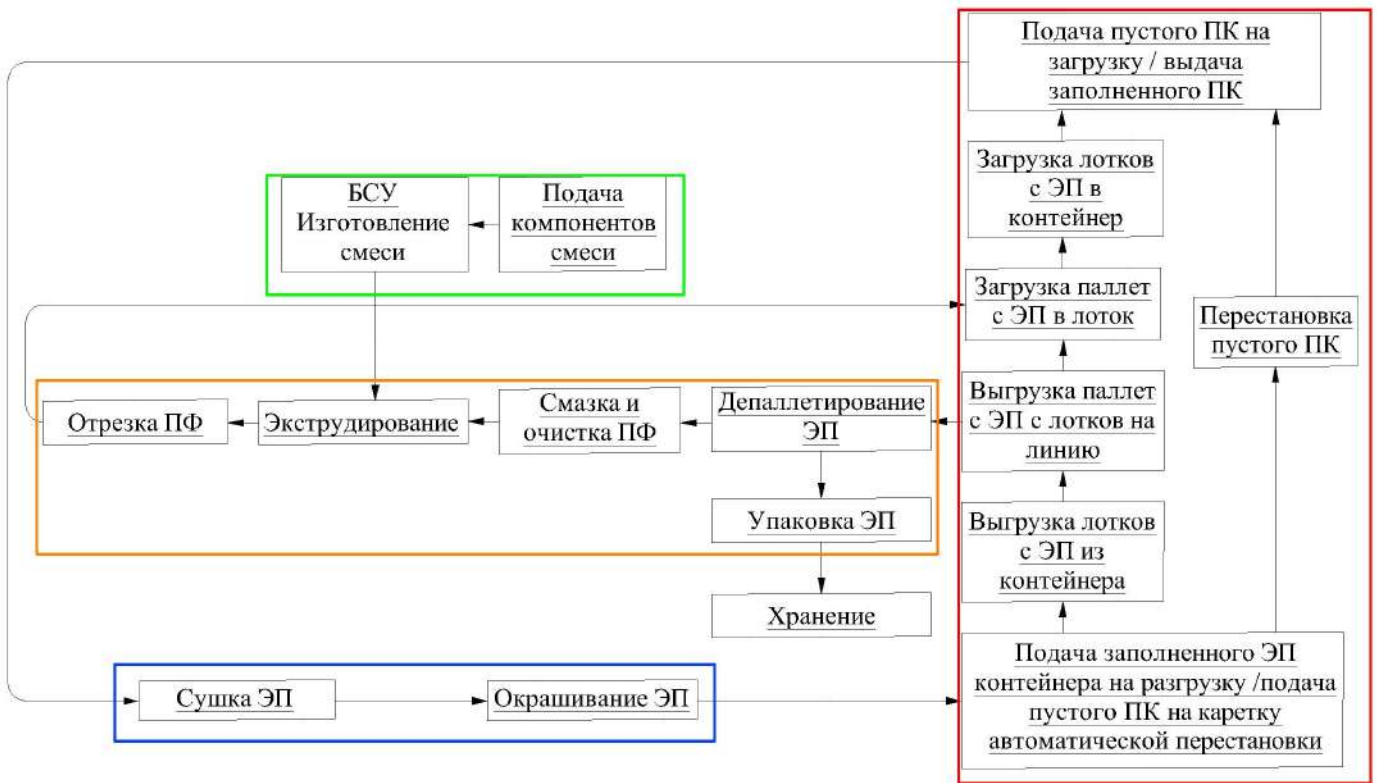 Подача пустого ПК на
загрузку / выдача
заполненного ПК
Загрузка лотков
с ЭП в
контейнер
БСУ
Изготовление
смеси
Подача
компонентов
смеси
Загрузка паллет
с ЭП в лоток
Перестановка
пустого ПК
Отрезка ПФ
Экструдирование
Смазка и
очистка ПФ
Депаллетирование
ЭП
Выгрузка паллет
с ЭП с лотков на
линию
Упаковка ЭП
Выгрузка лотков
с ЭП из
контейнера
Хранение
Сушка ЭП
Окрашивание ЭП
Подача заполненного ЭП
контейнера на разгрузку /подача
пустого ПК на каретку
автоматической перестановки